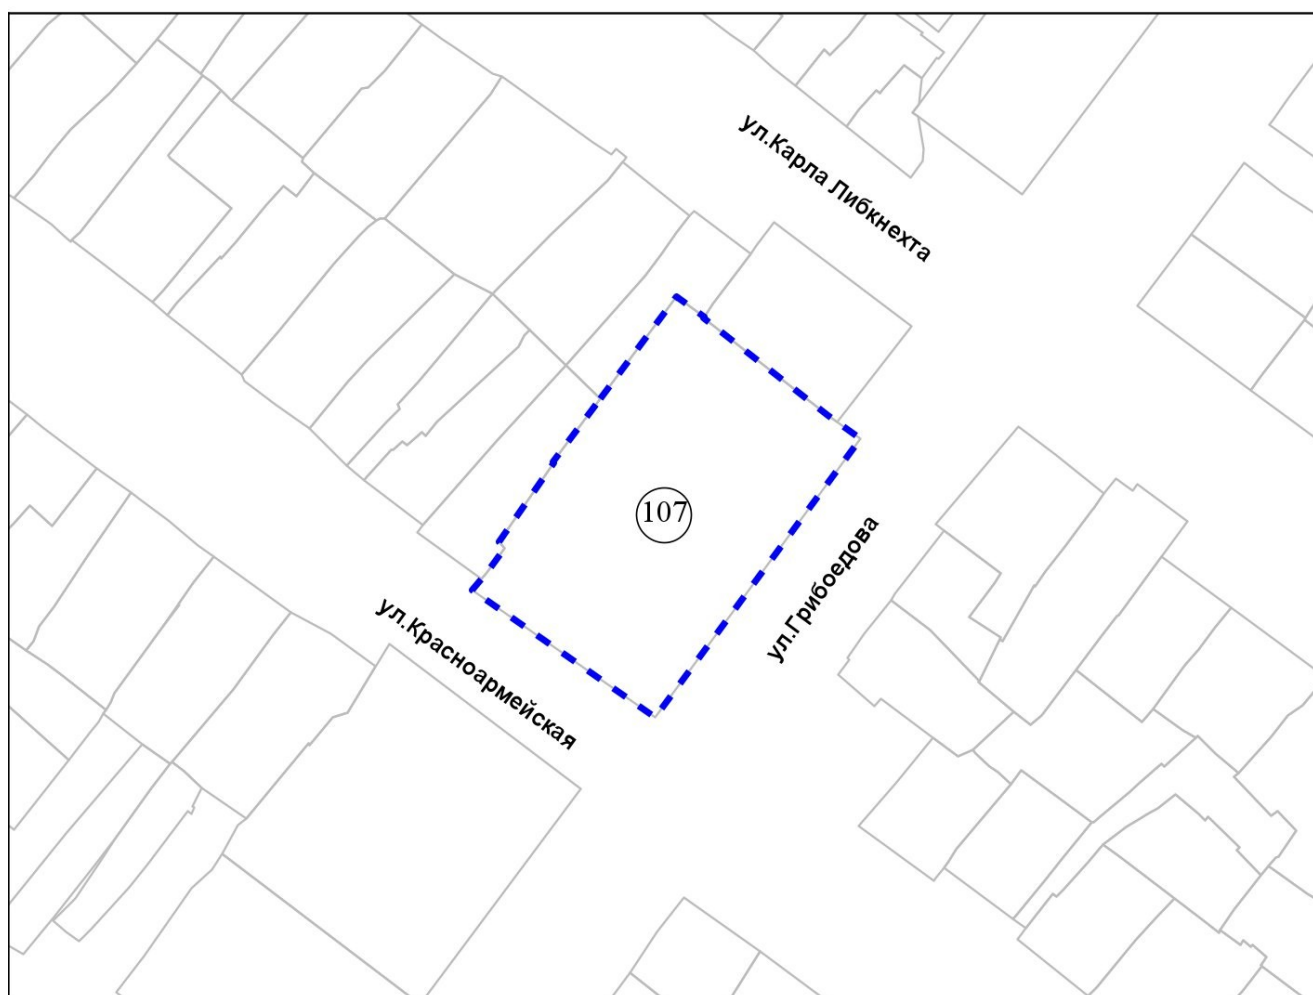 ул.Карла Либкнехта
107
ул.Грибоедова
ул.Красноармейская